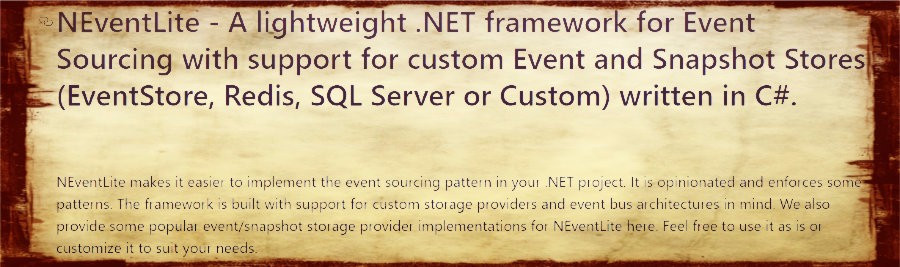 NEventLite - A lightweight .NET framework for Event
Sourcing with support for custom Event and Snapshot Stores
(EventStore, Redis, SQL Server or Custom) written in C#.
NEventLite makes it easier to implement the event sourcing pattern in your .NET project. It is opinionated and enforces some
patterns. The framework is built with support for custom storage providers and event bus architectures in mind. We also
provide some popular event/snapshot storage provider implementations for NEventLite here. Feel free to use it as is or
customize it to suit your needs.